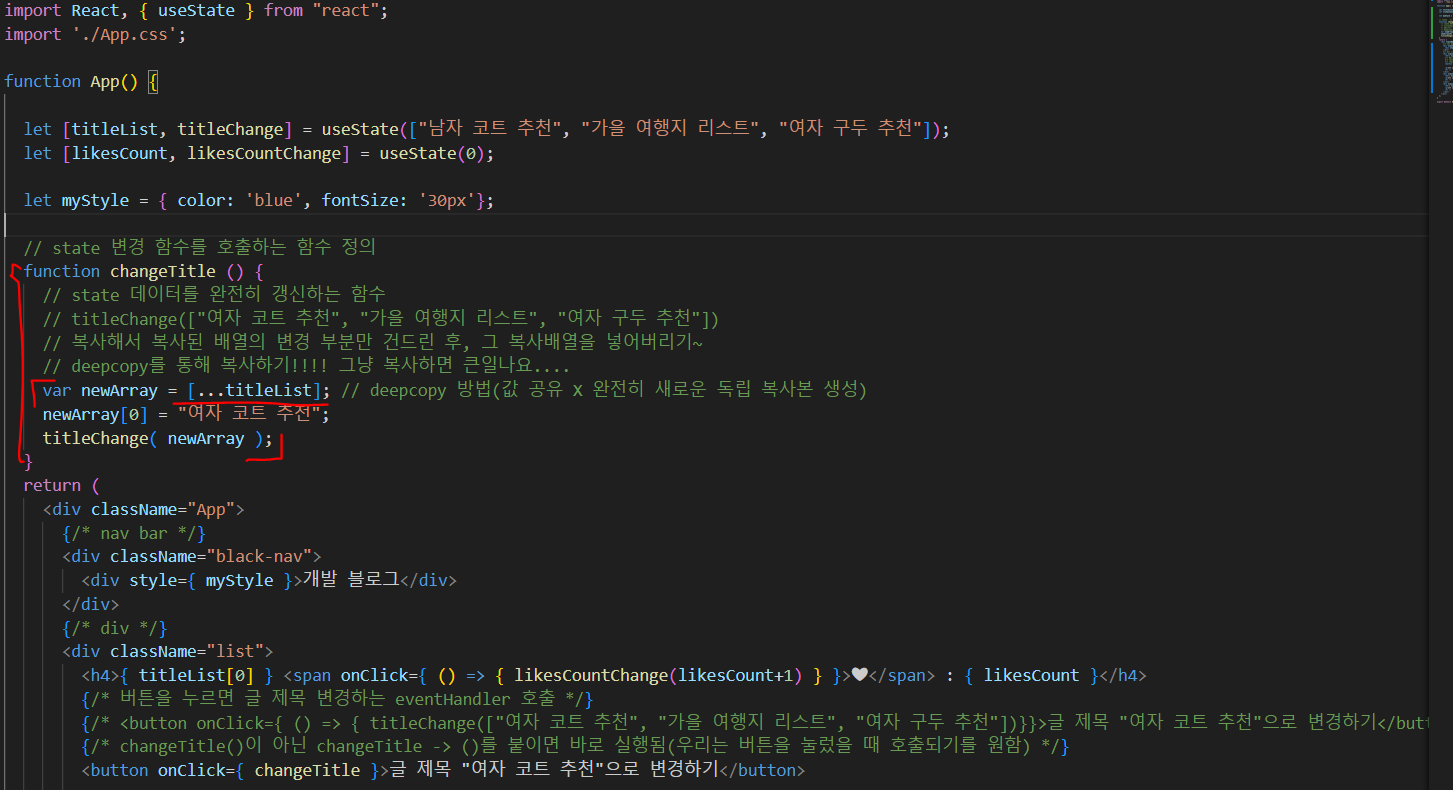 import React, { useState } from "react";
import './App.css';
function App() {
let [titleList, titleChange] = useState(["남자 코트 추천", "가을 여행지 리스트", "여자 구두 추천"]);
let [likesCount, likesCountChange] = useState(0);
let myStyle = { color: 'blue', fontSize: '30px'};
// state 변경 함수를 호출하는 함수 정의
function changeTitle () {
// state 데이터를 완전히 갱신하는 함수
// titleChange(["여자 코트 추천", "가을 여행지 리스트", "여자 구두 추천"])
// 복사해서 복사된 배열의 변경 부분만 건드린 후, 그 복사배열을 넣어버리기~
// deepcopy를 통해 복사하기!!!! 그냥 복사하면 큰일나요....
var newArray = [...titleList]; // deepcopy 방법(값 공유 X 완전히 새로운 독립 복사본 생성)
newArray[0] = "여자 코트 추천";
titleChange( newArray );
}
return (
<div className="App">
{/* nav bar */}
<div className="black-nav">
<div style={ myStyle }>개발 블로그</div>
</div>
{/* div */}
<div className="list">
<h4>{ titleList[0] } <span onClick={ () => { likesCountChange(likesCount+1) } }>🖤</span> : { likesCount }</h4>
{/* 버튼을 누르면 글 제목 변경하는 eventHandler 호출 */}
{/* <button onClick={ () => { titleChange(["여자 코트 추천", "가을 여행지 리스트", "여자 구두 추천"])}}>글 제목 "여자 코트 추천"으로 변경하기</but
{/* changeTitle()이 아닌 changeTitle -> ()를 붙이면 바로 실행됨(우리는 버튼을 눌렀을 때 호출되기를 원함) */}
<button onClick={ changeTitle }>글 제목 "여자 코트 추천"으로 변경하기</button>